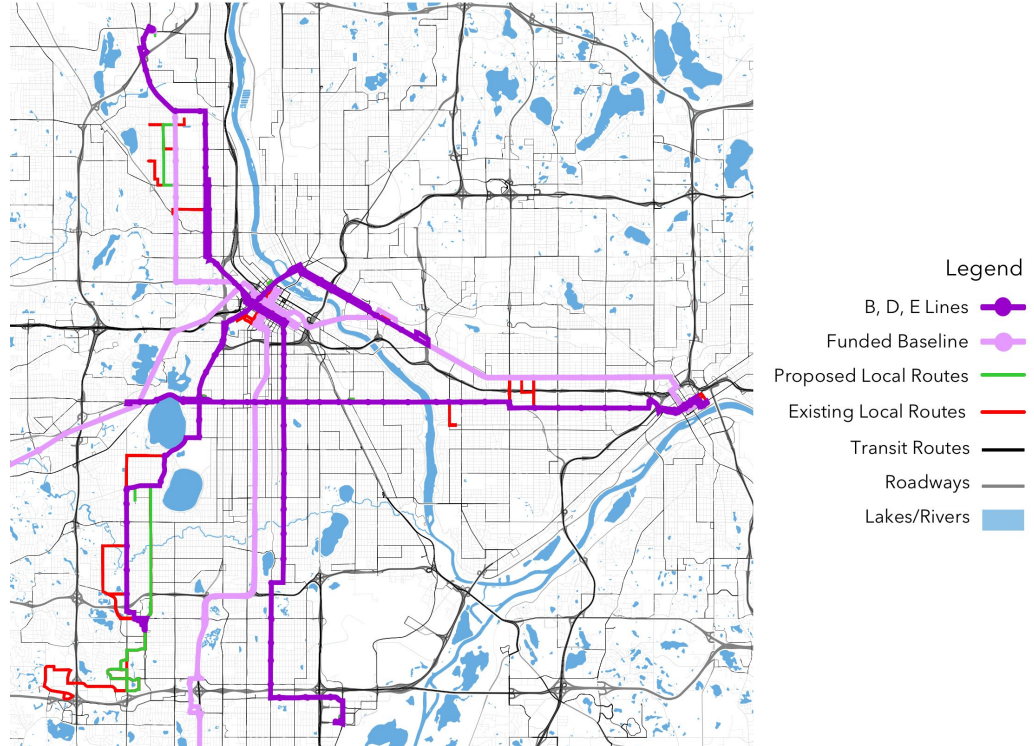 Legend
B, D, E Lines
Funded Baseline
Proposed Local Routes
Existing Local Routes
Transit Routes
Roadways
Lakes/Rivers